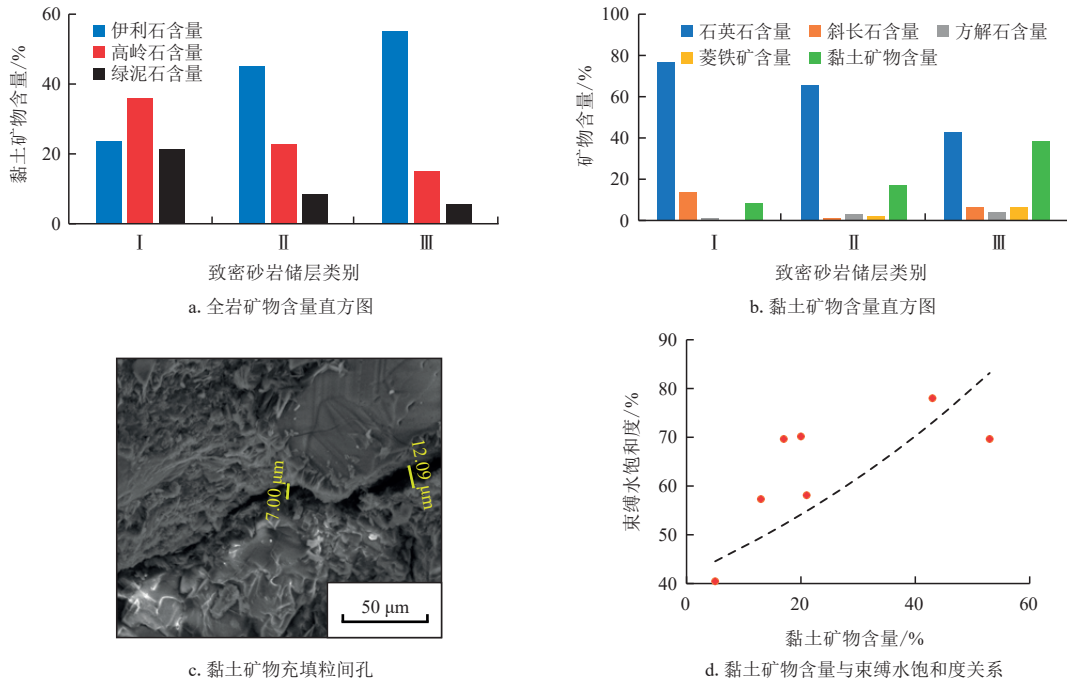 60
40
20
0
黏土矿物含量/%
伊利石含量
高岭石含量
绿泥石含量
Ⅰ
Ⅱ
Ⅲ
致密砂岩储层类别
a. 全岩矿物含量直方图
100
80
60
40
20
0
矿物含量/%
石英石含量
斜长石含量
方解石含量
菱铁矿含量
黏土矿物含量
Ⅰ
Ⅱ
Ⅲ
致密砂岩储层类别
b. 黏土矿物含量直方图
7.00 μm
12.09 μm
50 μm
c. 黏土矿物充填粒间孔
90
80
70
60
50
40
束缚水饱和度/%
0
20
40
60
黏土矿物含量/%
d. 黏土矿物含量与束缚水饱和度关系